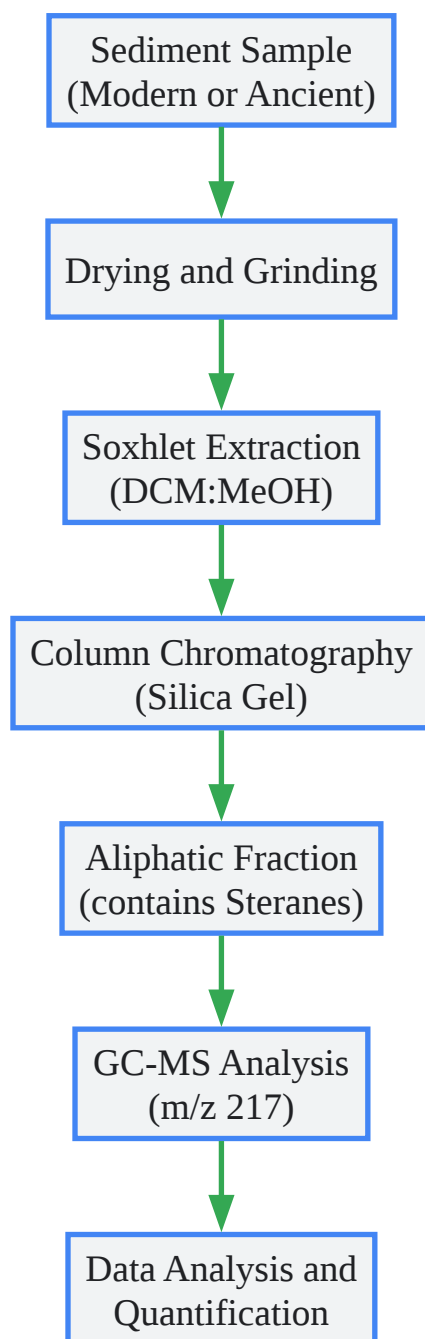 Sediment Sample
(Modern or Ancient)
Drying and Grinding
Soxhlet Extraction
(DCM:MeOH)
Column Chromatography
(Silica Gel)
Aliphatic Fraction
(contains Steranes)
GC-MS Analysis
(m/z 217)
Data Analysis and
Quantification